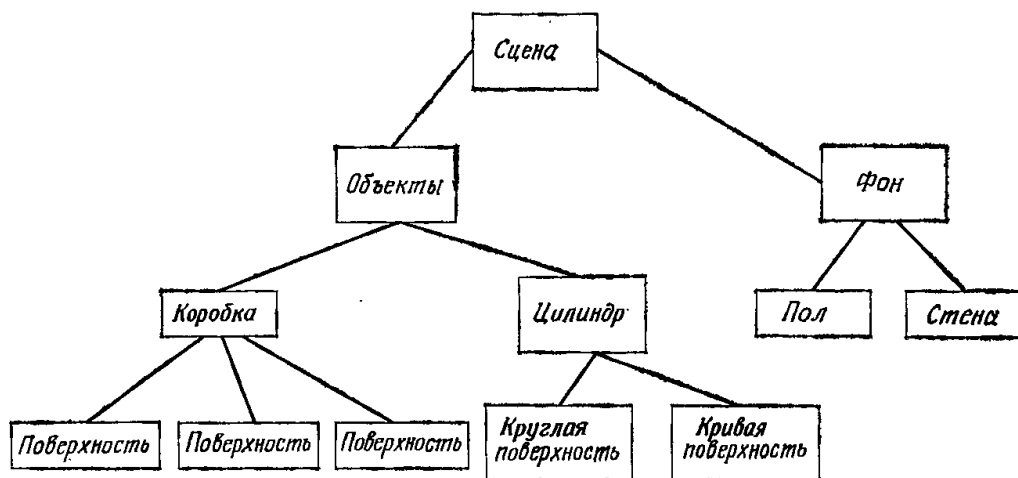 Сцена
Объекты
Фон
Коробка
Цилиндр
Пол
Стена
Поверхность
Поверхность
Поверхность
Круглая
поверхность
Кривая
поверхность